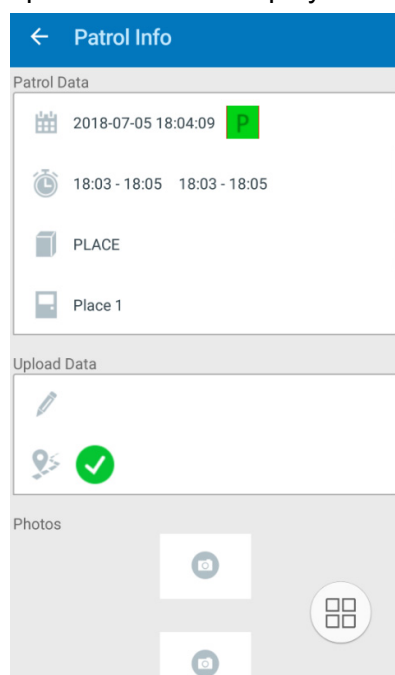 Patrol Info
Patrol Data
2018-07-05 18:04:09 P
18:03 - 18:05 18:03 - 18:05
PLACE
Place 1
Upload Data
Photos